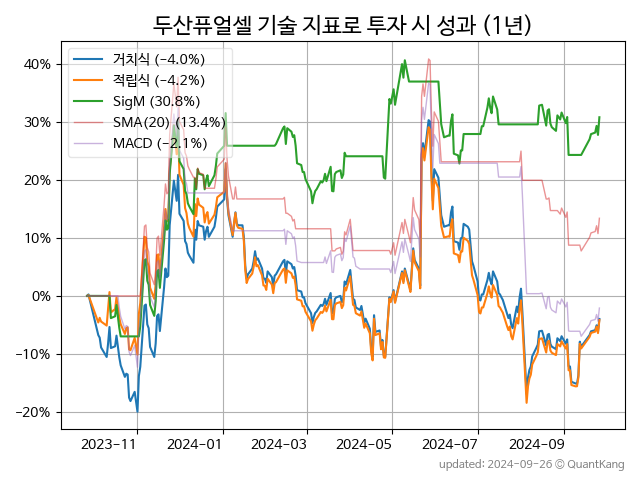 두산퓨얼셀 기술 지표로 투자 시 성과 (1년)
거치식 (−4.0%)
적립식 (−4.2%)
SigM (30.8%)
SMA(20) (13.4%)
MACD (−2.1%)
40%
30%
20%
10%
0%
−10%
−20%
2023-11 2024-01 2024-03 2024-05 2024-07 2024-09
updated: 2024-09-26 © QuantKang